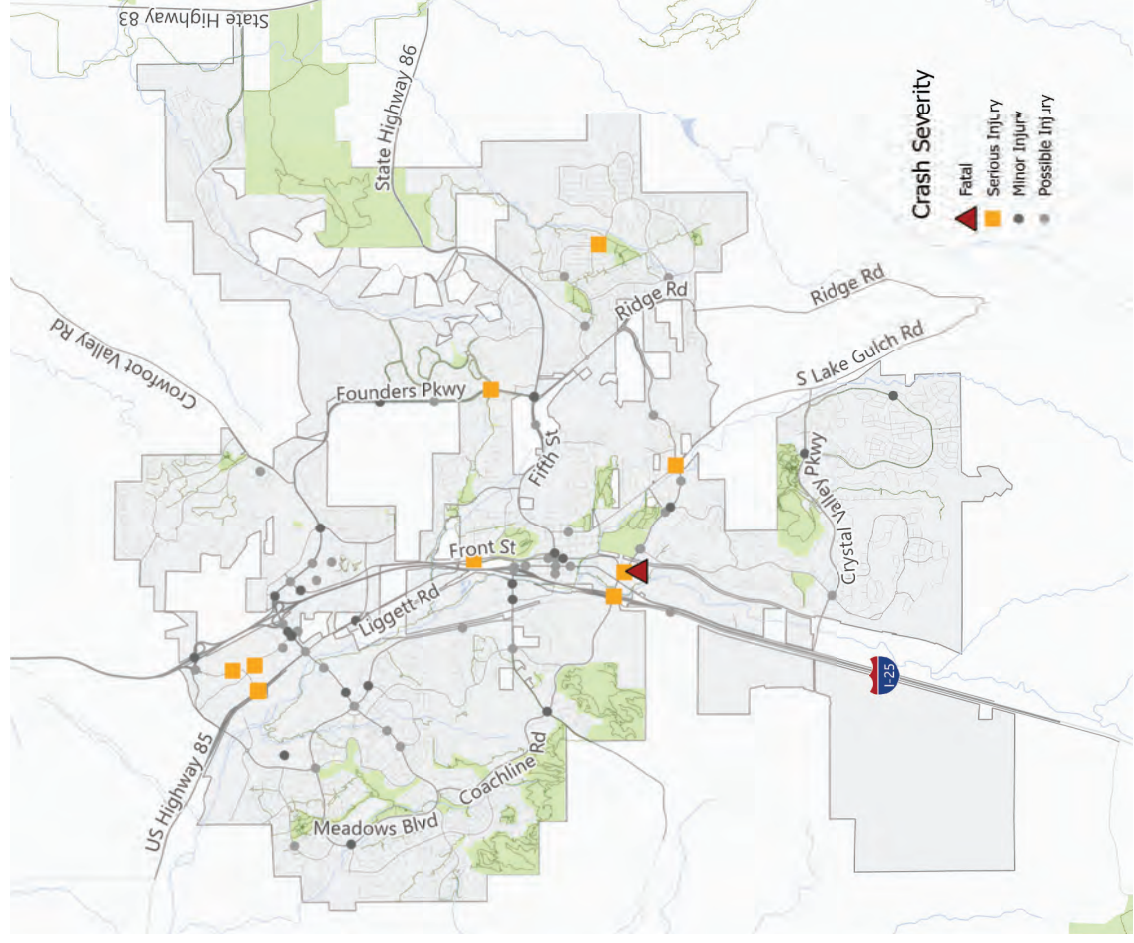 State Highway 83
State Highway 86
Crowfoot Valley Rd
Founders Pkwy
Ridge Rd
Ridge Rd
S Lake Gulch Rd
Fifth St
Front St
Liggett Rd
Crystal Valley Pkwy
US Highway 85
Coachline Rd
Meadows Blvd
I-25
Crash Severity
Fatal
Serious Injury
Minor Injury
Possible Injury